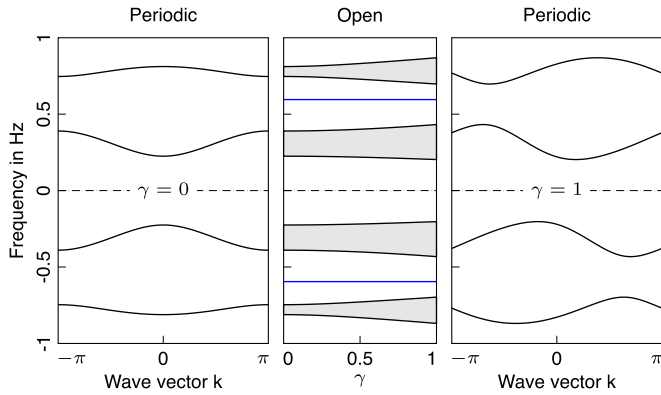 Periodic Open Periodic
Frequency in Hz
1
0.5
0
-0.5
-1
γ = 0
γ = 1
−π 0 π
0 0.5 1
−π 0 π
Wave vector k
γ
Wave vector k